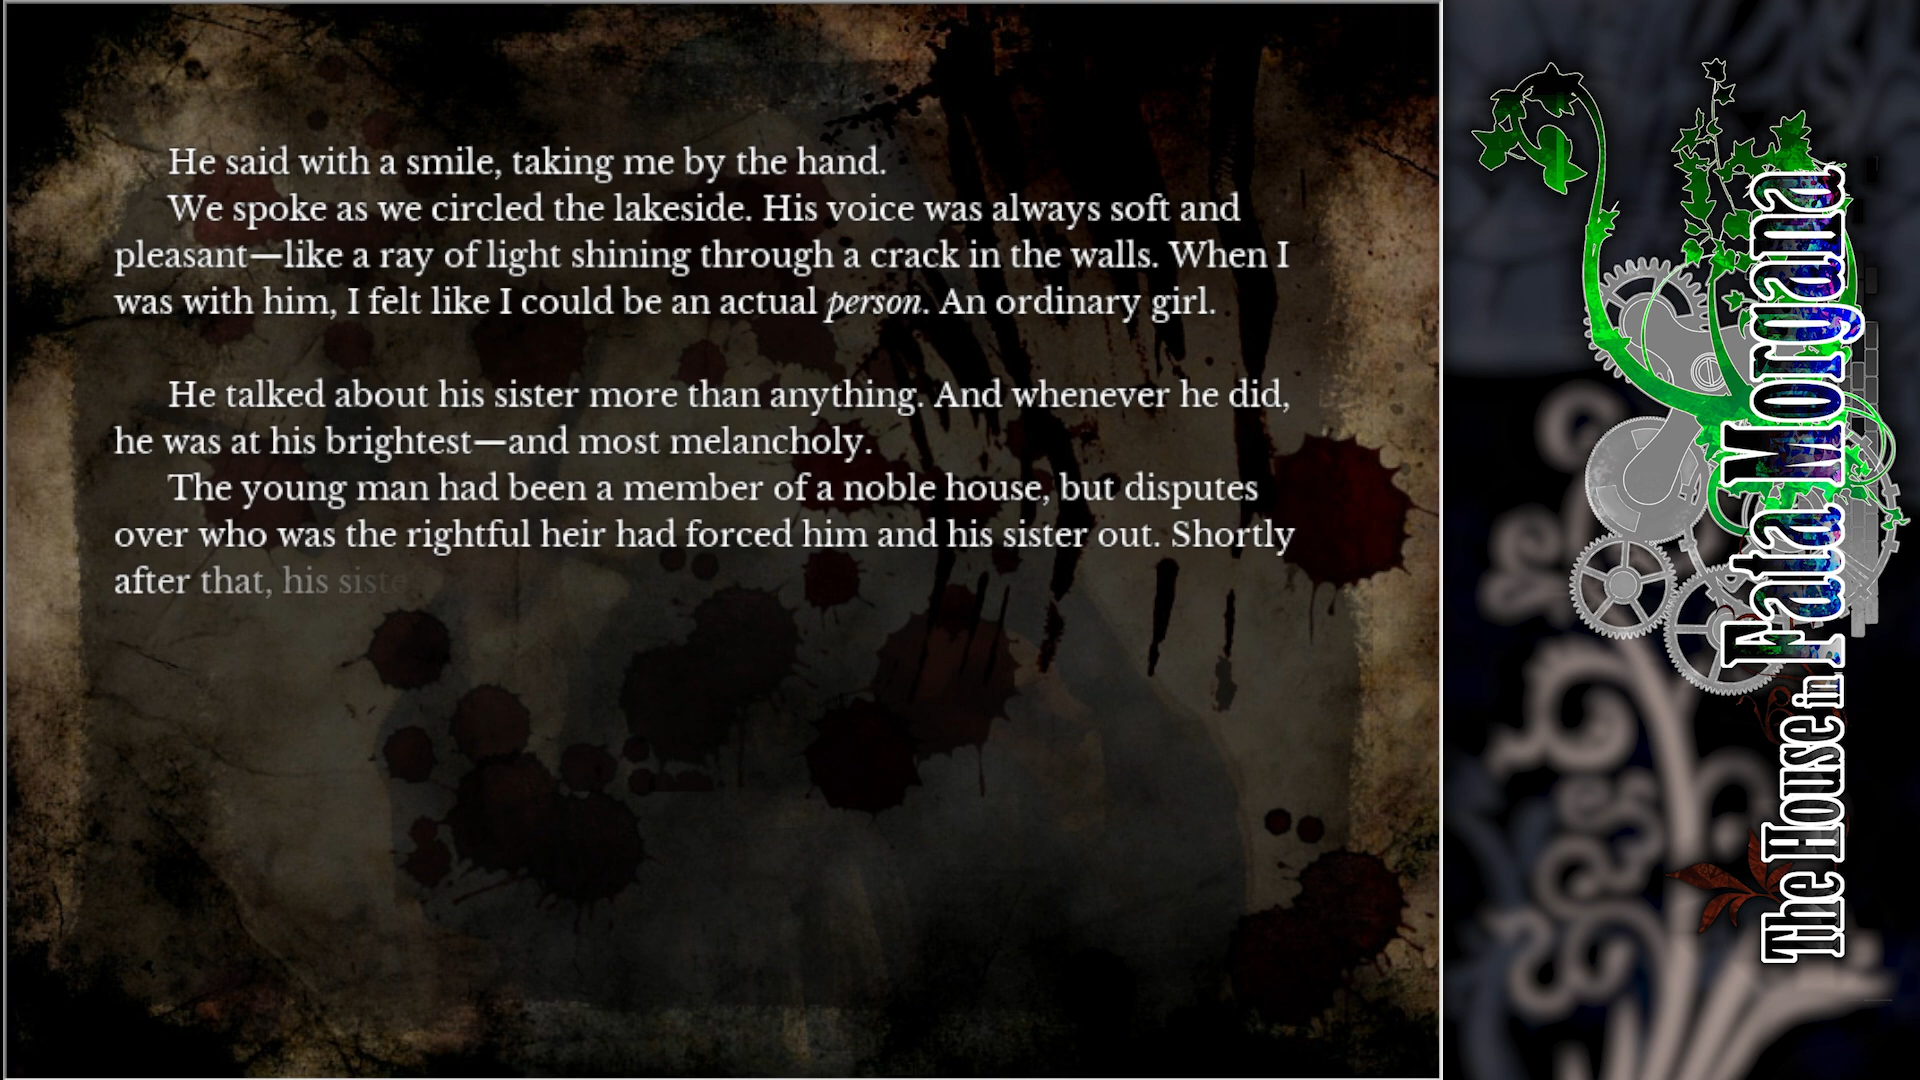 He said with a smile, taking me by the hand.
We spoke as we circled the lakeside. His voice was always soft and
pleasant—like a ray of light shining through a crack in the walls. When I
was with him, I felt like I could be an actual person. An ordinary girl.
He talked about his sister more than anything. And whenever he did,
he was at his brightest—and most melancholy.
The young man had been a member of a noble house, but disputes
over who was the rightful heir had forced him and his sister out. Shortly
after that, his siste
The House in Fata Morgana